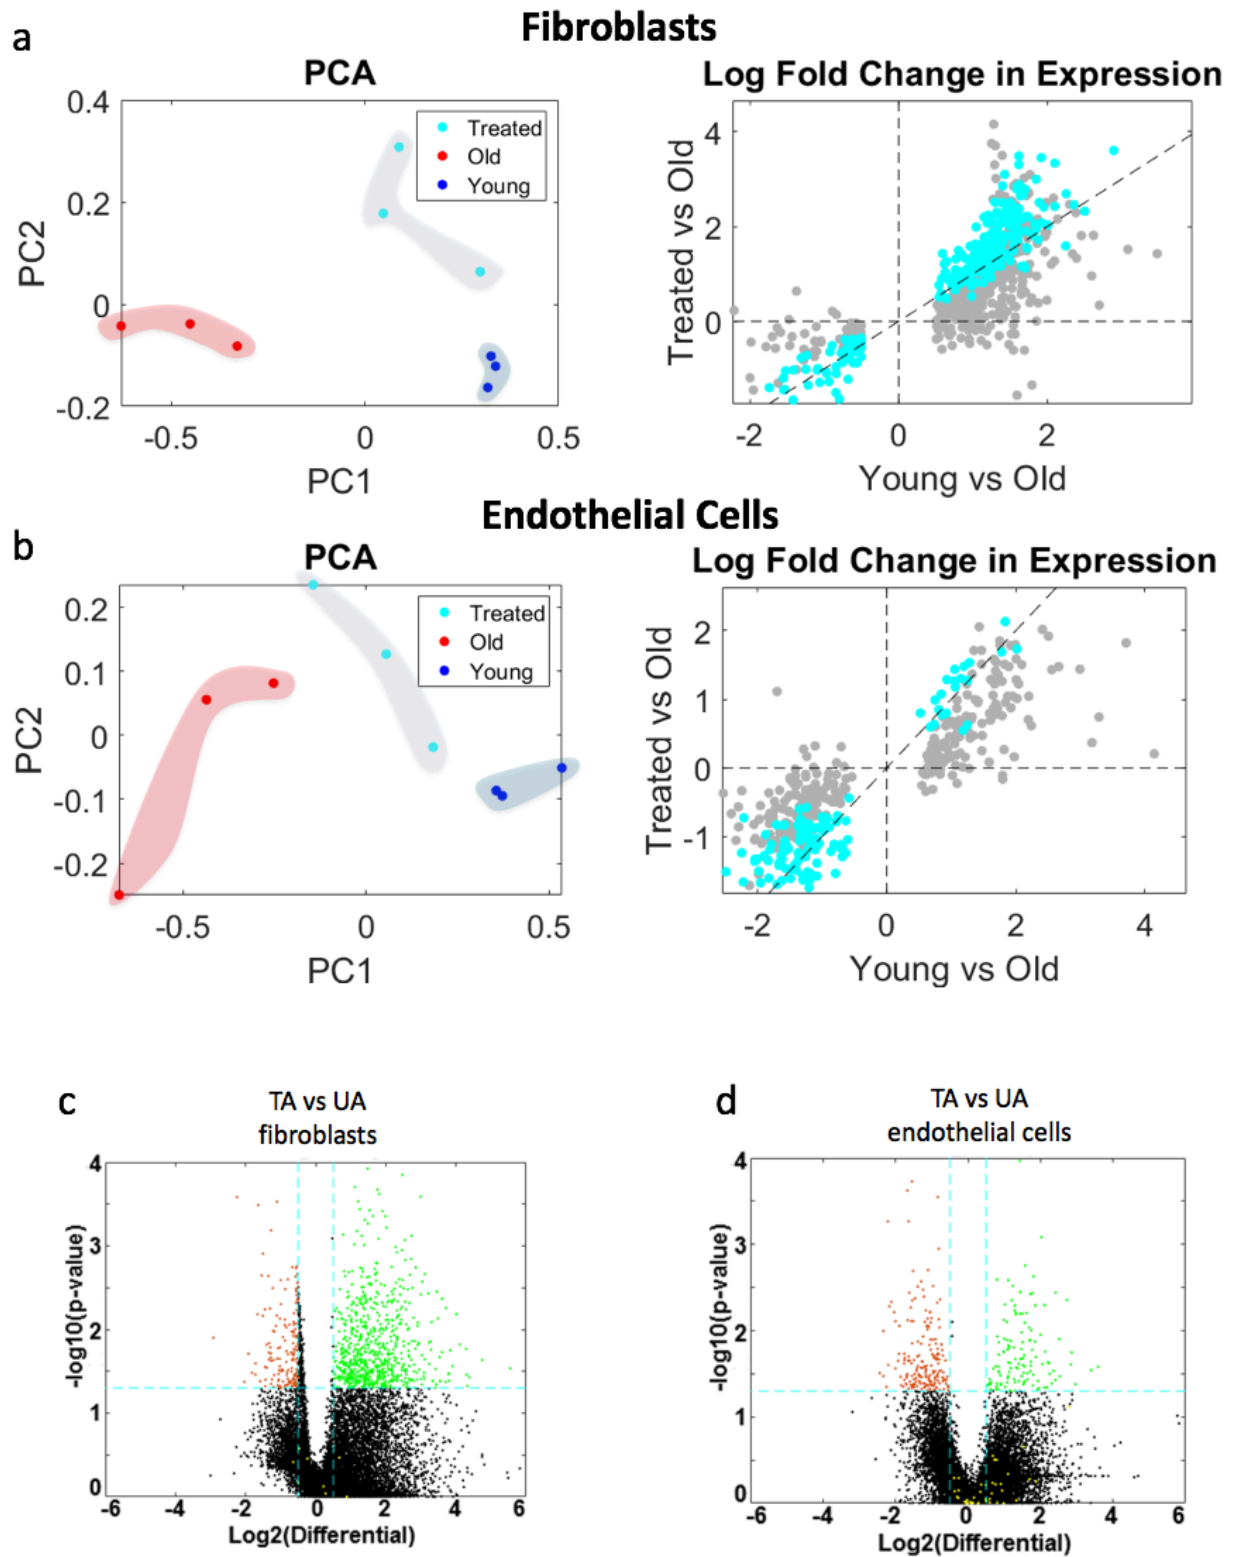 a
Fibroblasts
PCA
Log Fold Change in Expression
0.4
0.2
0
-0.2
PC2
Treated
Old
Young
-0.5
0
0.5
PC1
4
2
0
Treated vs Old
-2
0
2
Young vs Old
Endothelial Cells
b
PCA
Log Fold Change in Expression
0.2
0.1
0
-0.1
-0.2
PC2
Treated
Old
Young
-0.5
0
0.5
PC1
2
1
0
-1
Treated vs Old
-2
0
2
4
Young vs Old
c
TA vs UA
fibroblasts
4
3
2
1
0
-log10(p-value)
-6
-4
-2
0
2
4
6
Log2(Differential)
d
TA vs UA
endothelial cells
4
3
2
1
0
-log10(p-value)
-6
-4
-2
0
2
4
6
Log2(Differential)